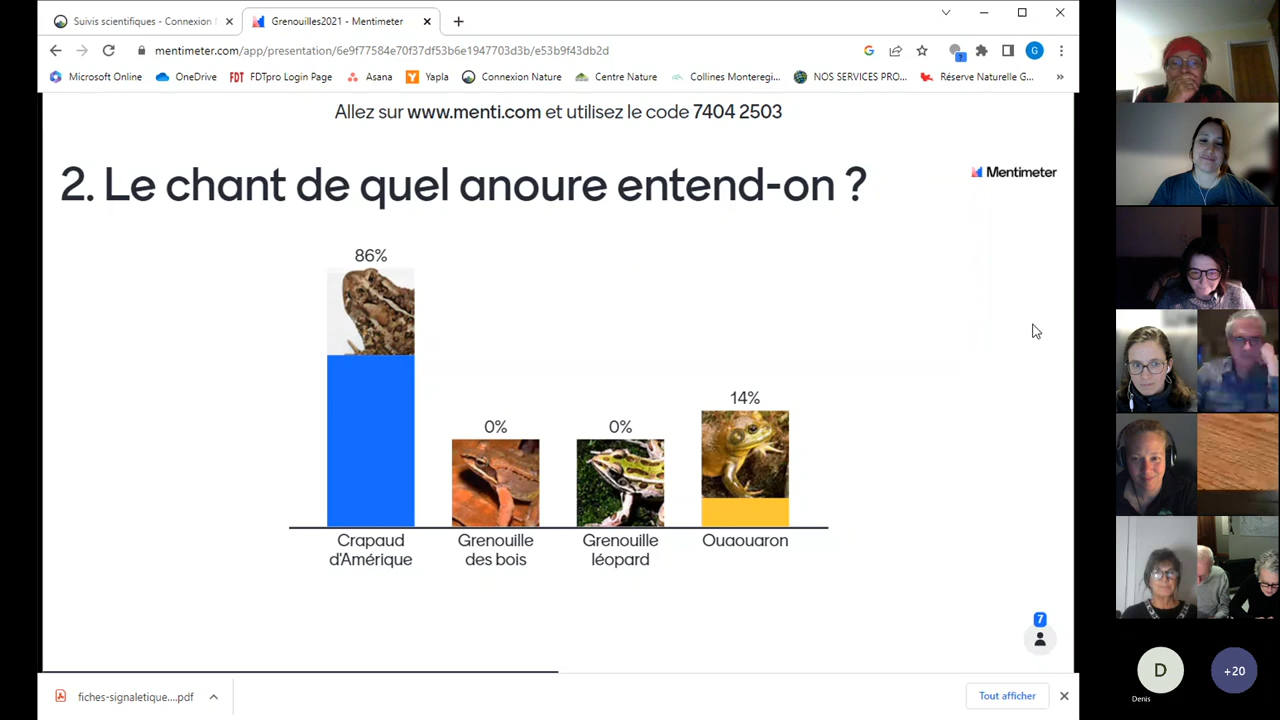 Suivis scientifiques - Connexion
Grenouilles2021 - Mentimeter
mentimeter.com/app/presentation/6e9f77584e70f37df53b6e1947703d3b/e53b9f43db2d
G
Microsoft Online
OneDrive
FDT FDTpro Login Page
Asana
Y Yapla
Connexion Nature
Centre Nature
Collines Monteregi...
NOS SERVICES PRO...
Réserve Naturelle G...
Allez sur www.menti.com et utilisez le code 7404 2503
2. Le chant de quel anoure entend-on ?
Mentimeter
86%
0%
0%
14%
Crapaud d'Amérique
Grenouille des bois
Grenouille léopard
Ouaouaron
7
fiches-signaletique....pdf
Tout afficher
D
Denis
+20